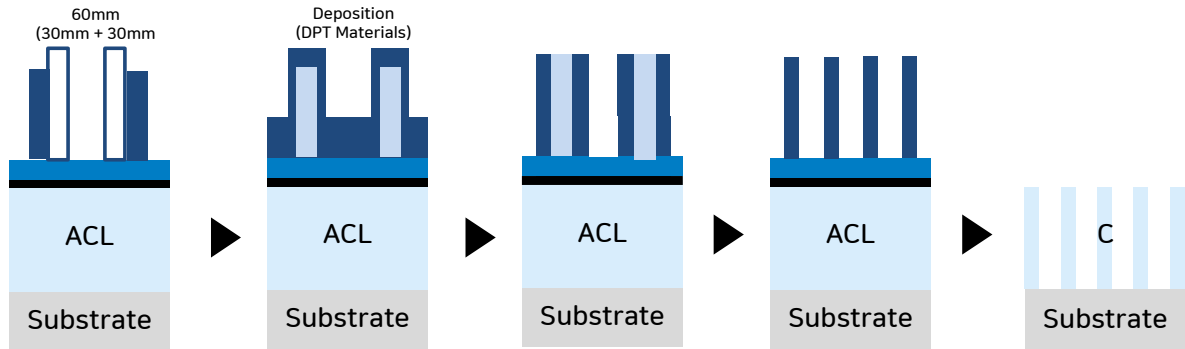 60mm
(30mm + 30mm
Deposition
(DPT Materials)
ACL
ACL
ACL
ACL
C
Substrate
Substrate
Substrate
Substrate
Substrate